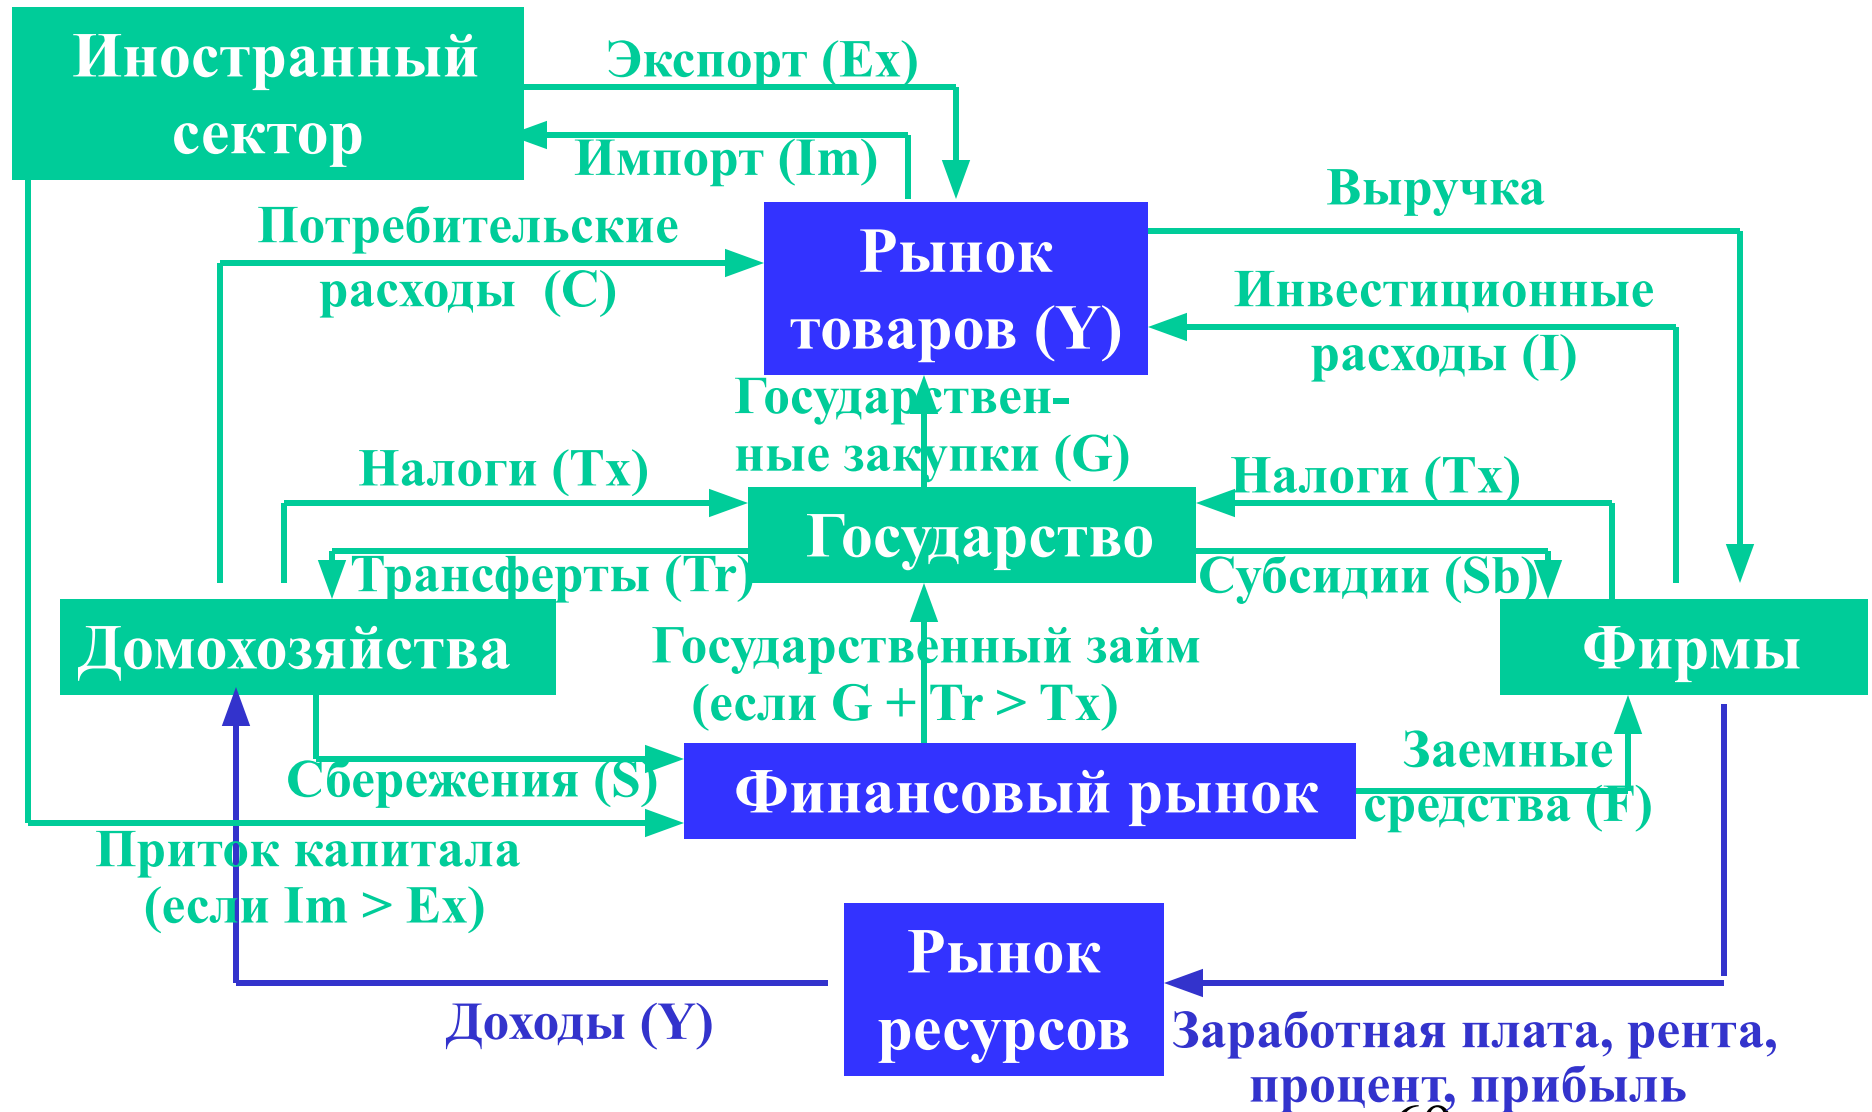 Иностранный
сектор
Экспорт (Ex)
Импорт (Im)
Потребительские
расходы (C)
Рынок
товаров (Y)
Выручка
Инвестиционные
расходы (I)
Государствен-
ные закупки (G)
Налоги (Tx)
Налоги (Tx)
Государство
Трансферты (Tr)
Субсидии (Sb)
Домохозяйства
Фирмы
Государственный займ
(если G + Tr > Tx)
Сбережения (S)
Финансовый рынок
Заемные
средства (F)
Приток капитала
(если Im > Ex)
Рынок
ресурсов
Доходы (Y)
Заработная плата, рента,
процент, прибыль